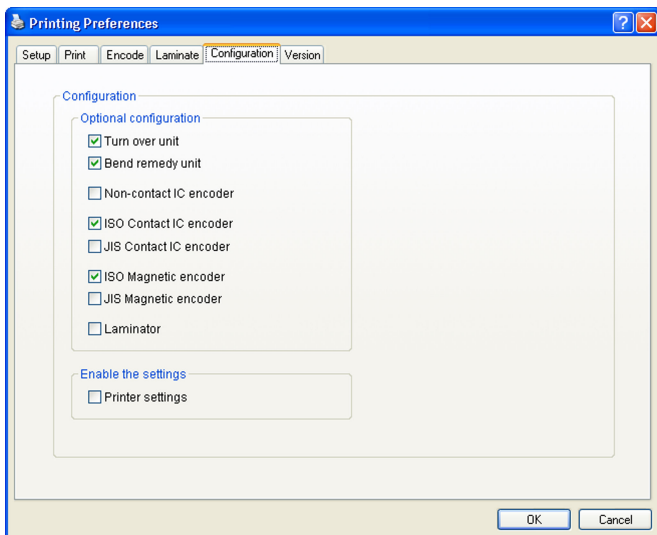 Printing Preferences
Setup Print Encode Laminate Configuration Version
Configuration
Optional configuration
Turn over unit
Bend remedy unit
Non-contact IC encoder
ISO Contact IC encoder
JIS Contact IC encoder
ISO Magnetic encoder
JIS Magnetic encoder
Laminator
Enable the settings
Printer settings
OK Cancel